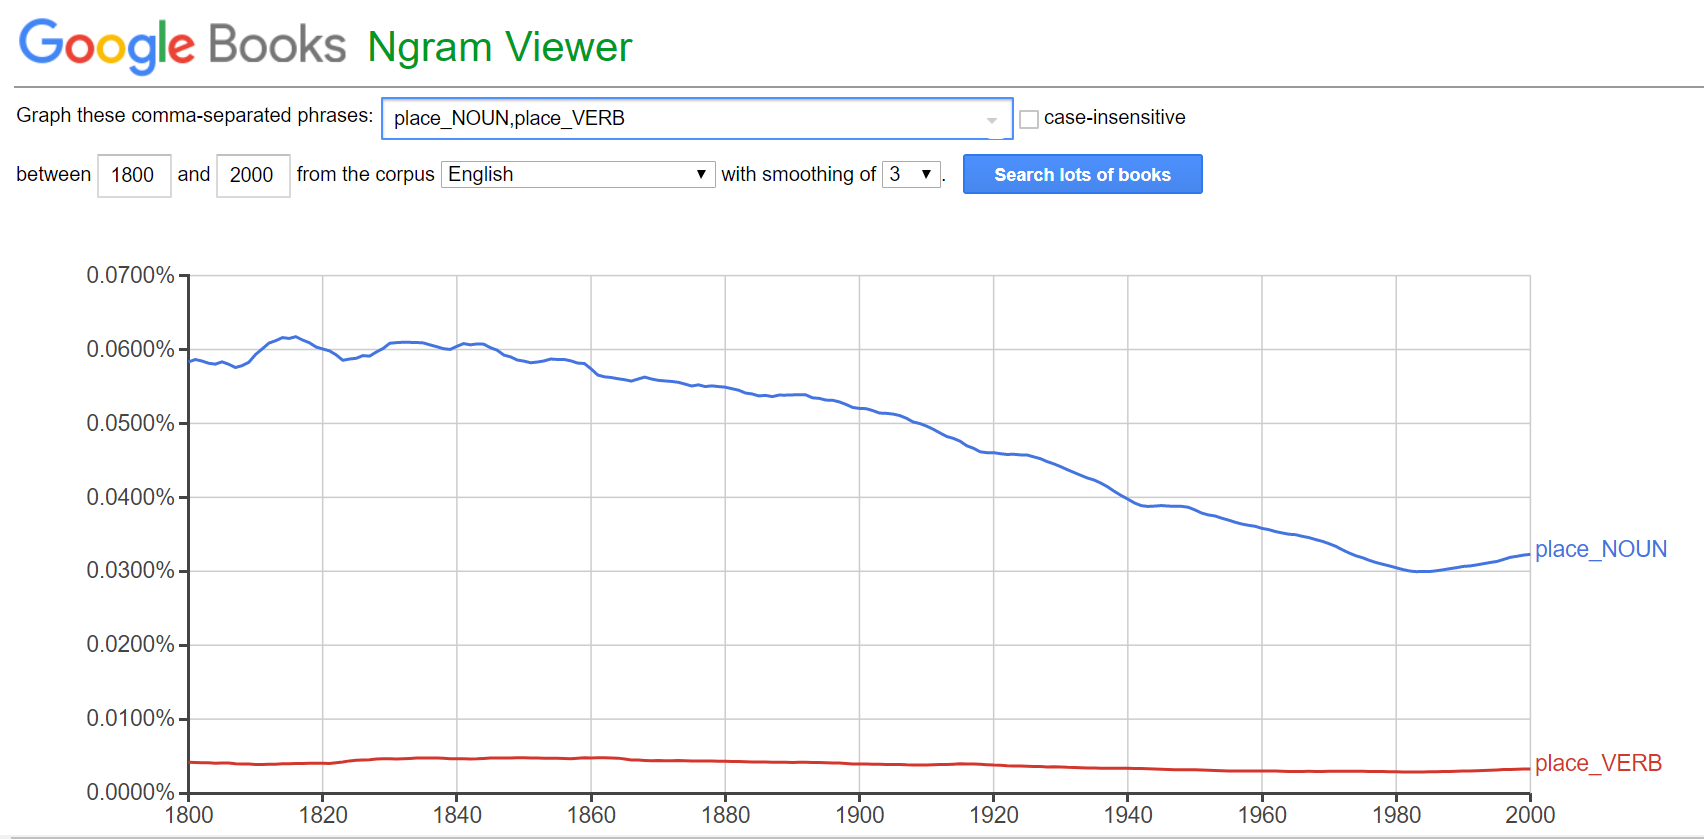 Google Books Ngram Viewer
Graph these comma-separated phrases: place_NOUN,place_VERB case-insensitive
between 1800 and 2000 from the corpus English with smoothing of 3 . Search lots of books
0.0700%
0.0600%
0.0500%
0.0400%
0.0300%
0.0200%
0.0100%
0.0000%
place_NOUN
place_VERB
1800 1820 1840 1860 1880 1900 1920 1940 1960 1980 2000